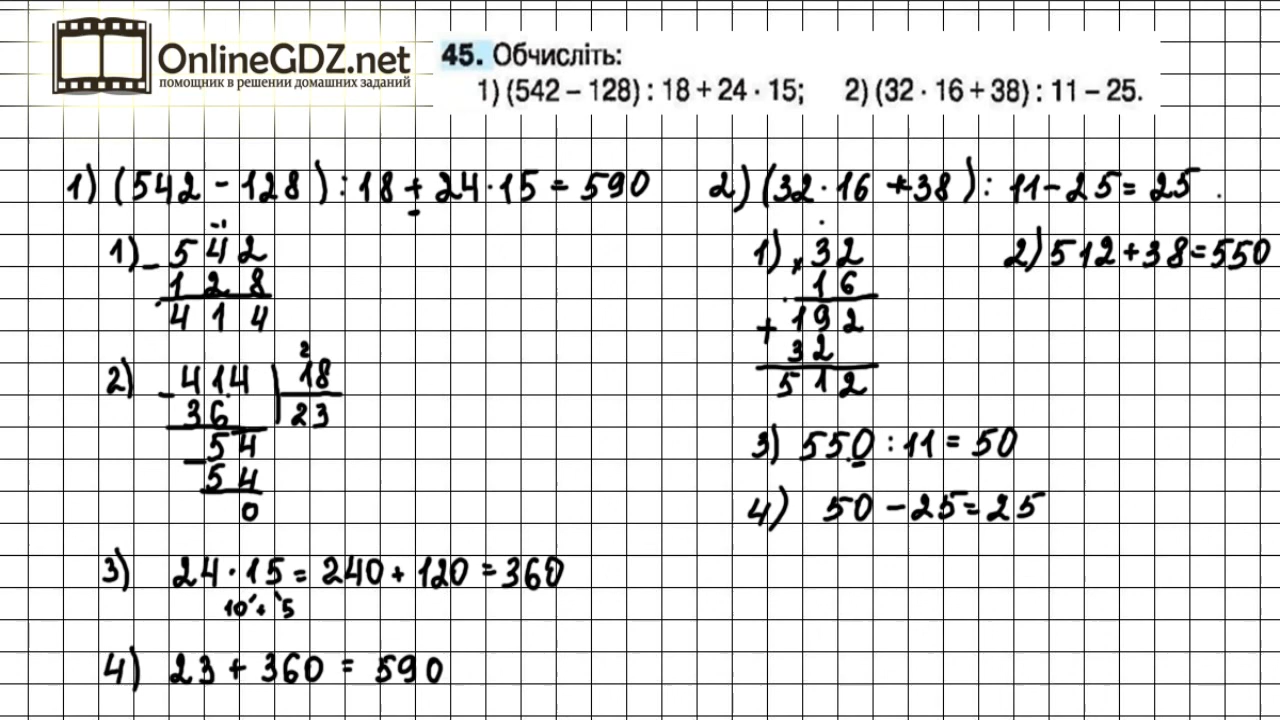 OnlineGDZ.net
помощник в решении домашних заданий
45. Обчисліть:
1) (542 – 128) : 18 + 24 · 15; 2) (32 · 16 + 38) : 11 – 25.
1) (542 - 128) : 18 + 24 · 15 = 590
1) - 542
128
414
2) - 414 | 18
2
36 23
- 54
54
0
3) 24 · 15 = 240 + 120 = 360
10 + 5
4) 23 + 360 = 590
2) (32 · 16 + 38) : 11 - 25 = 25 .
1) × 32
16
+ 192
32
512
2) 512 + 38 = 550
3) 550 : 11 = 50
4) 50 - 25 = 25